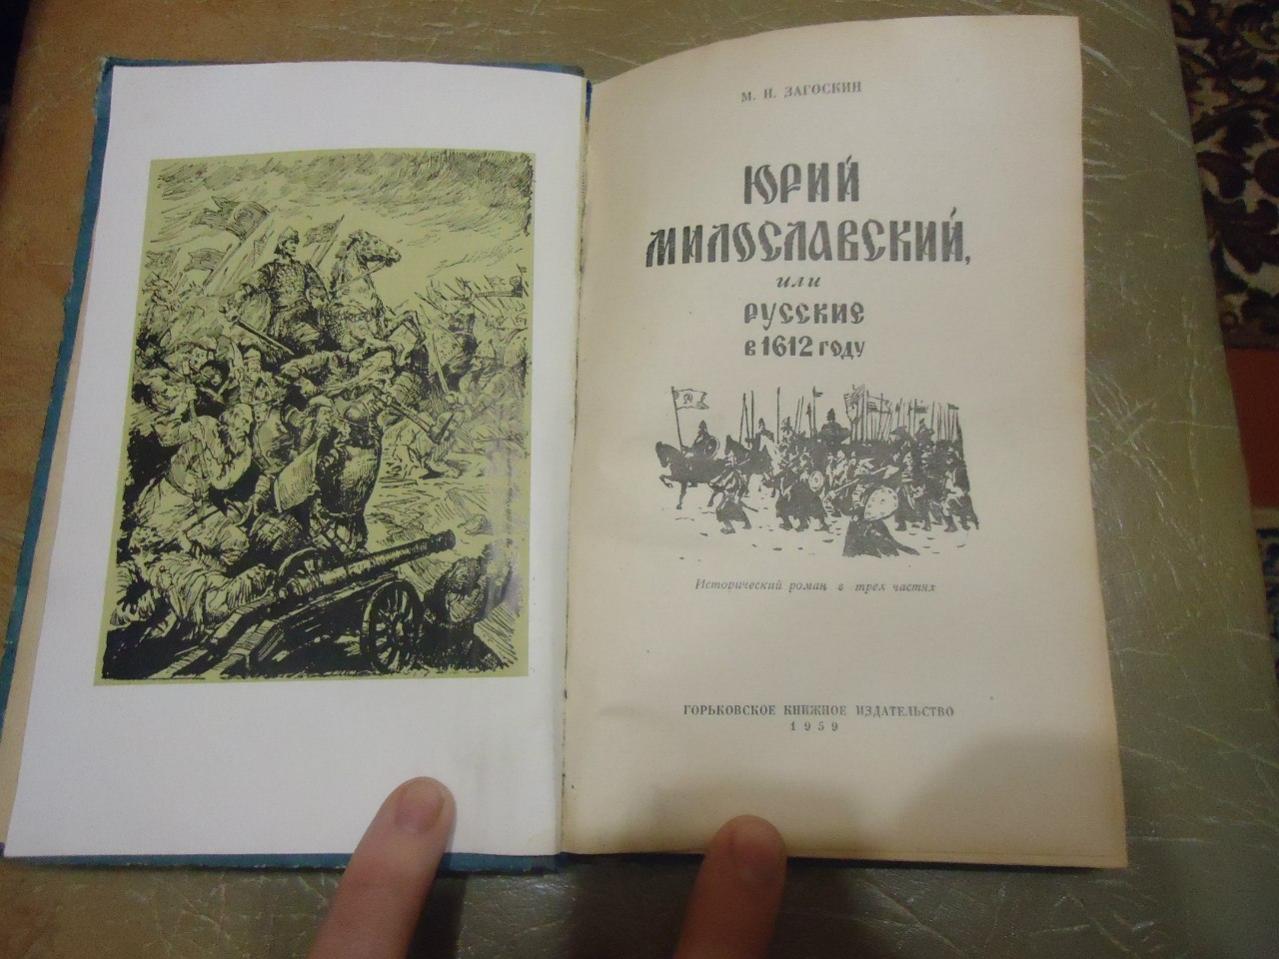 М. Н. ЗАГОСКИН
ЮРИЙ
МИЛОСЛАВСКИЙ,
или
РУССКИЕ
в 1612 году
Исторический роман в трех частях
ГОРЬКОВСКОЕ КНИЖНОЕ ИЗДАТЕЛЬСТВО
1959